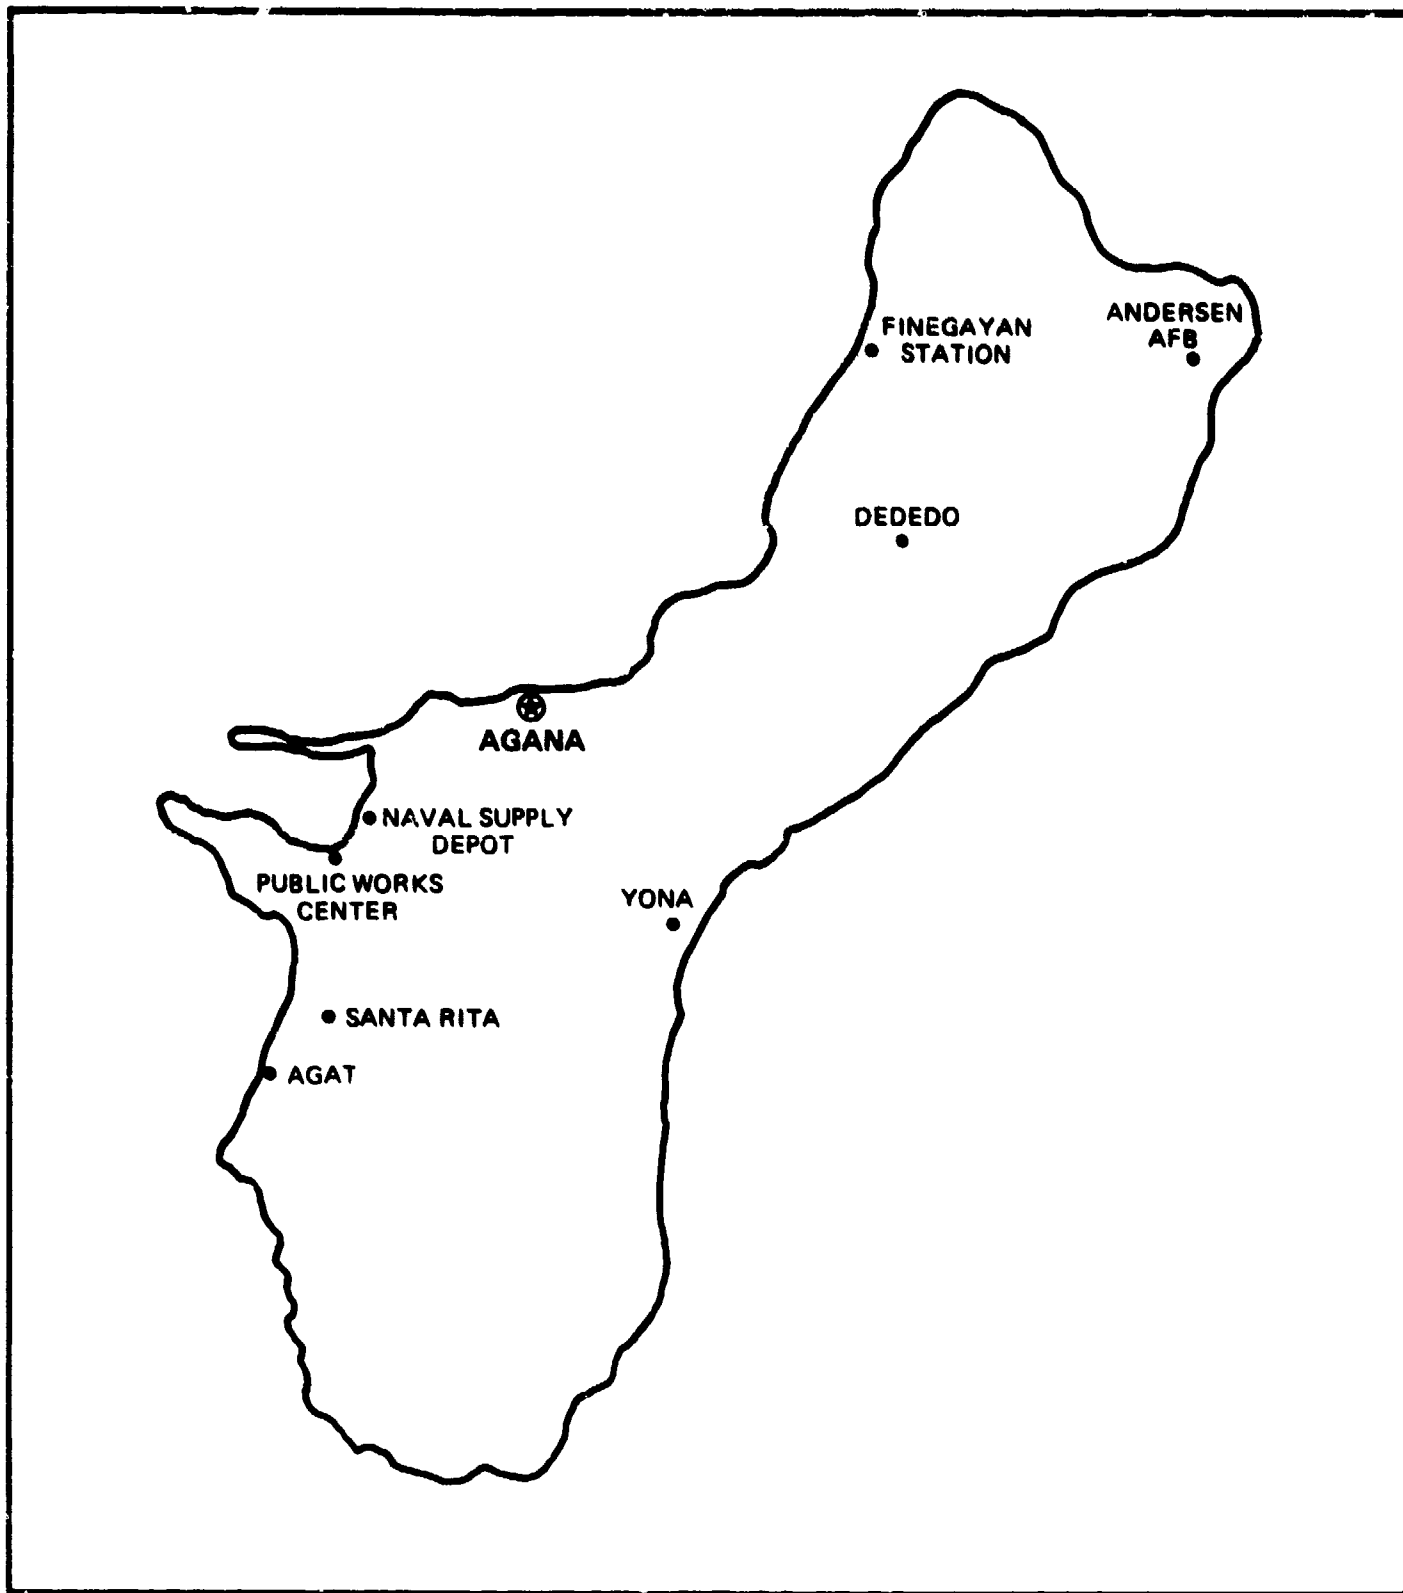 FINEGAYAN
STATION
ANDERSEN
AFB
DEDEDO
AGANA
NAVAL SUPPLY
DEPOT
PUBLIC WORKS
CENTER
YONA
SANTA RITA
AGAT